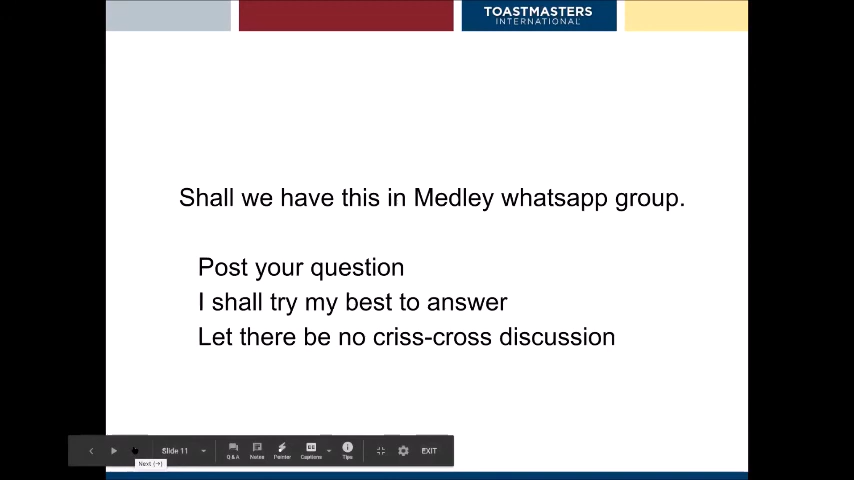 TOASTMASTERS
INTERNATIONAL
Shall we have this in Medley whatsapp group.
Post your question
I shall try my best to answer
Let there be no criss-cross discussion
Slide 11
Q & A
Notes
Pointer
Captions
Tips
EXIT
Next (→)